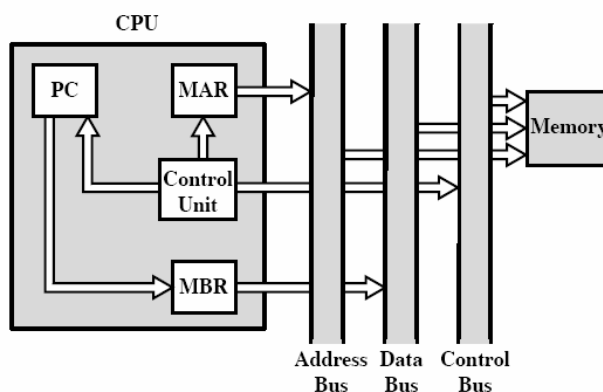 CPU
PC
MAR
Memory
Control
Unit
MBR
Address
Bus
Data
Bus
Control
Bus